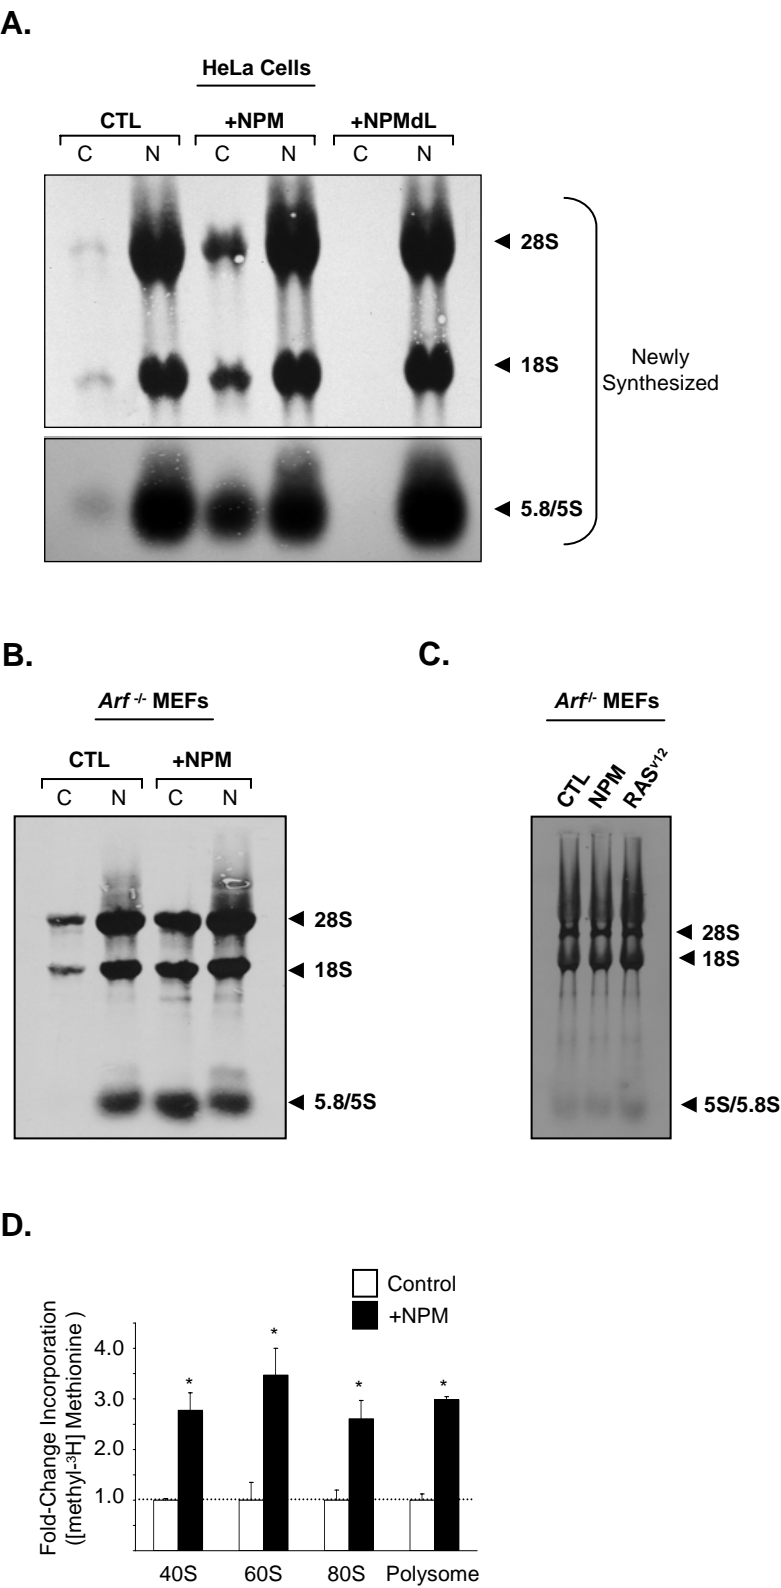 A.
HeLa Cells
CTL +NPM +NPMdL
C N C N C N
◄ 28S
◄ 18S
Newly
Synthesized
◄ 5.8/5S
B.
Arf -/- MEFs
CTL +NPM
C N C N
◄ 28S
◄ 18S
◄ 5.8/5S
C.
Arf/- MEFs
CTL NPM RASv12
◄ 28S
◄ 18S
◄ 5S/5.8S
D.
Control
+NPM
Fold-Change Incorporation
([methyl-3H] Methionine )
4.0
3.0
2.0
1.0
* * * *
40S 60S 80S Polysome